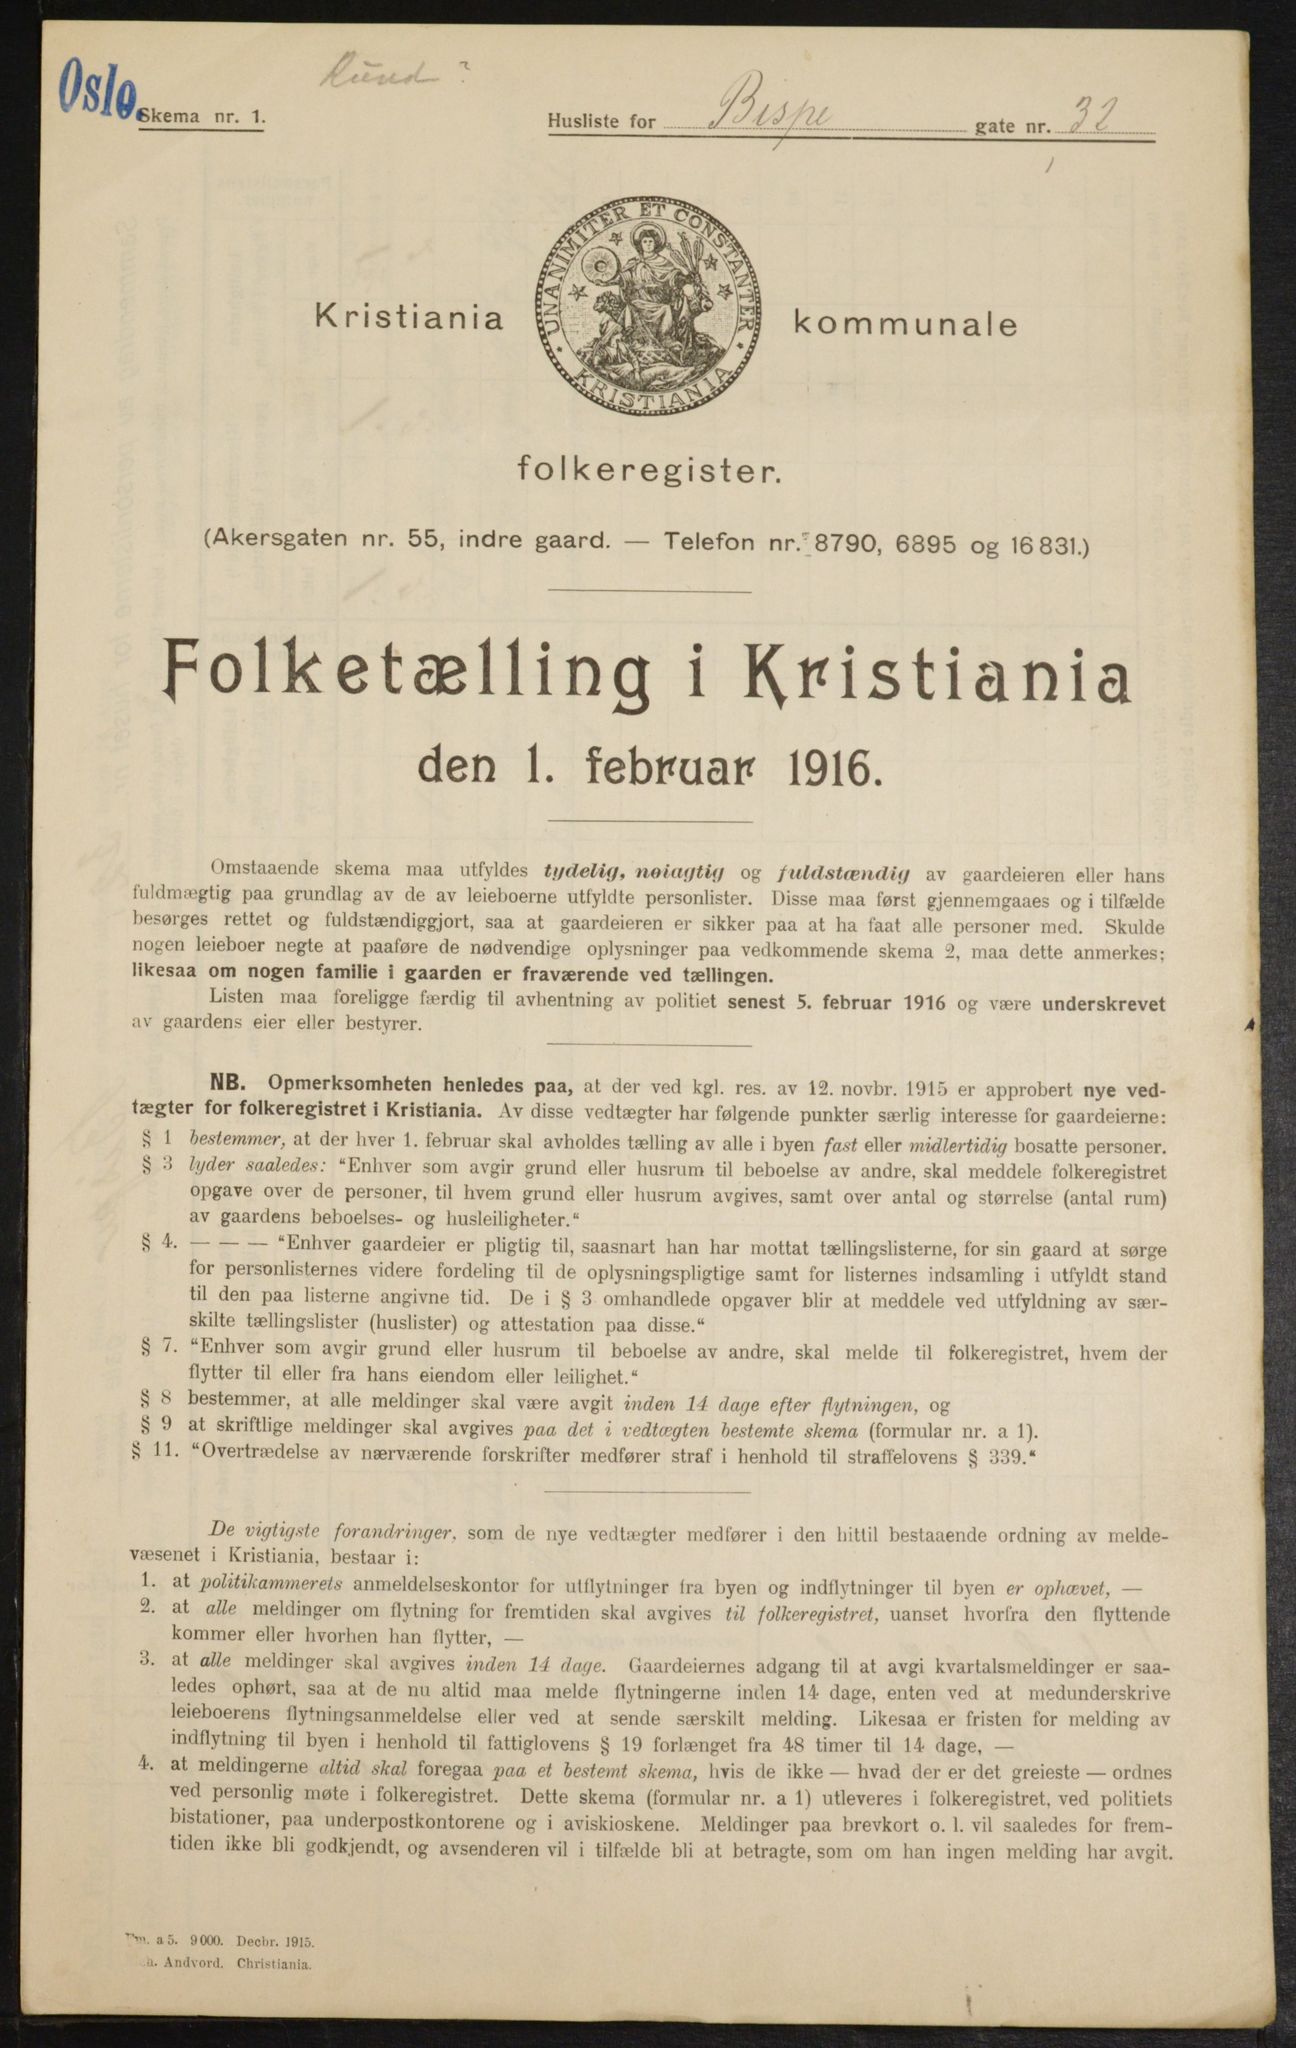 Oslo.
Skema nr. 1.
Husliste for Bispe gate nr. 32
UNANIMITER ET CONSTANTER
KRISTIANIA
Kristiania kommunale
folkeregister.
(Akersgaten nr. 55, indre gaard. — Telefon nr. 8790, 6895 og 16 831.)
Folketælling i Kristiania
den 1. februar 1916.
Omstaaende skema maa utfyldes tydelig, nøiagtig og fuldstændig av gaardeieren eller hans
fuldmægtig paa grundlag av de av leieboerne utfyldte personlister. Disse maa først gjennemgaaes og i tilfælde
besørges rettet og fuldstændiggjort, saa at gaardeieren er sikker paa at ha faat alle personer med. Skulde
nogen leieboer negte at paaføre de nødvendige oplysninger paa vedkommende skema 2, maa dette anmerkes;
likesaa om nogen familie i gaarden er fraværende ved tællingen.
Listen maa foreligge færdig til avhentning av politiet senest 5. februar 1916 og være underskrevet
av gaardens eier eller bestyrer.
NB. Opmerksomheten henledes paa, at der ved kgl. res. av 12. novbr. 1915 er approbert nye ved-
tægter for folkeregistret i Kristiania. Av disse vedtægter har følgende punkter særlig interesse for gaardeierne:
§ 1 bestemmer, at der hver 1. februar skal avholdes tælling av alle i byen fast eller midlertidig bosatte personer.
§ 3 lyder saaledes: “Enhver som avgir grund eller husrum til beboelse av andre, skal meddele folkeregistret
opgave over de personer, til hvem grund eller husrum avgives, samt over antal og størrelse (antal rum)
av gaardens beboelses- og husleiligheter.“
§ 4. — — — “Enhver gaardeier er pligtig til, saasnart han har mottat tællingslisterne, for sin gaard at sørge
for personlisternes videre fordeling til de oplysningspligtige samt for listernes indsamling i utfyldt stand
til den paa listerne angivne tid. De i § 3 omhandlede opgaver blir at meddele ved utfyldning av sær-
skilte tællingslister (huslister) og attestation paa disse.“
§ 7. “Enhver som avgir grund eller husrum til beboelse av andre, skal melde til folkeregistret, hvem der
flytter til eller fra hans eiendom eller leilighet.“
§ 8 bestemmer, at alle meldinger skal være avgit inden 14 dage efter flytningen, og
§ 9 at skriftlige meldinger skal avgives paa det i vedtægten bestemte skema (formular nr. a 1).
§ 11. “Overtrædelse av nærværende forskrifter medfører straf i henhold til straffelovens § 339.“
De vigtigste forandringer, som de nye vedtægter medfører i den hittil bestaaende ordning av melde-
væsenet i Kristiania, bestaar i:
1. at politikammerets anmeldelseskontor for utflytninger fra byen og indflytninger til byen er ophævet, —
2. at alle meldinger om flytning for fremtiden skal avgives til folkeregistret, uanset hvorfra den flyttende
kommer eller hvorhen han flytter, —
3. at alle meldinger skal avgives inden 14 dage. Gaardeiernes adgang til at avgi kvartalsmeldinger er saa-
ledes ophørt, saa at de nu altid maa melde flytningerne inden 14 dage, enten ved at medunderskrive
leieboerens flytningsanmeldelse eller ved at sende særskilt melding. Likesaa er fristen for melding av
indflytning til byen i henhold til fattiglovens § 19 forlænget fra 48 timer til 14 dage, —
4. at meldingerne altid skal foregaa paa et bestemt skema, hvis de ikke — hvad der er det greieste — ordnes
ved personlig møte i folkeregistret. Dette skema (formular nr. a 1) utleveres i folkeregistret, ved politiets
bistationer, paa underpostkontorene og i aviskioskene. Meldinger paa brevkort o. l. vil saaledes for frem-
tiden ikke bli godkjendt, og avsenderen vil i tilfælde bli at betragte, som om han ingen melding har avgit.
a 5. 9 000. Decbr. 1915.
Andvord. Christiania.